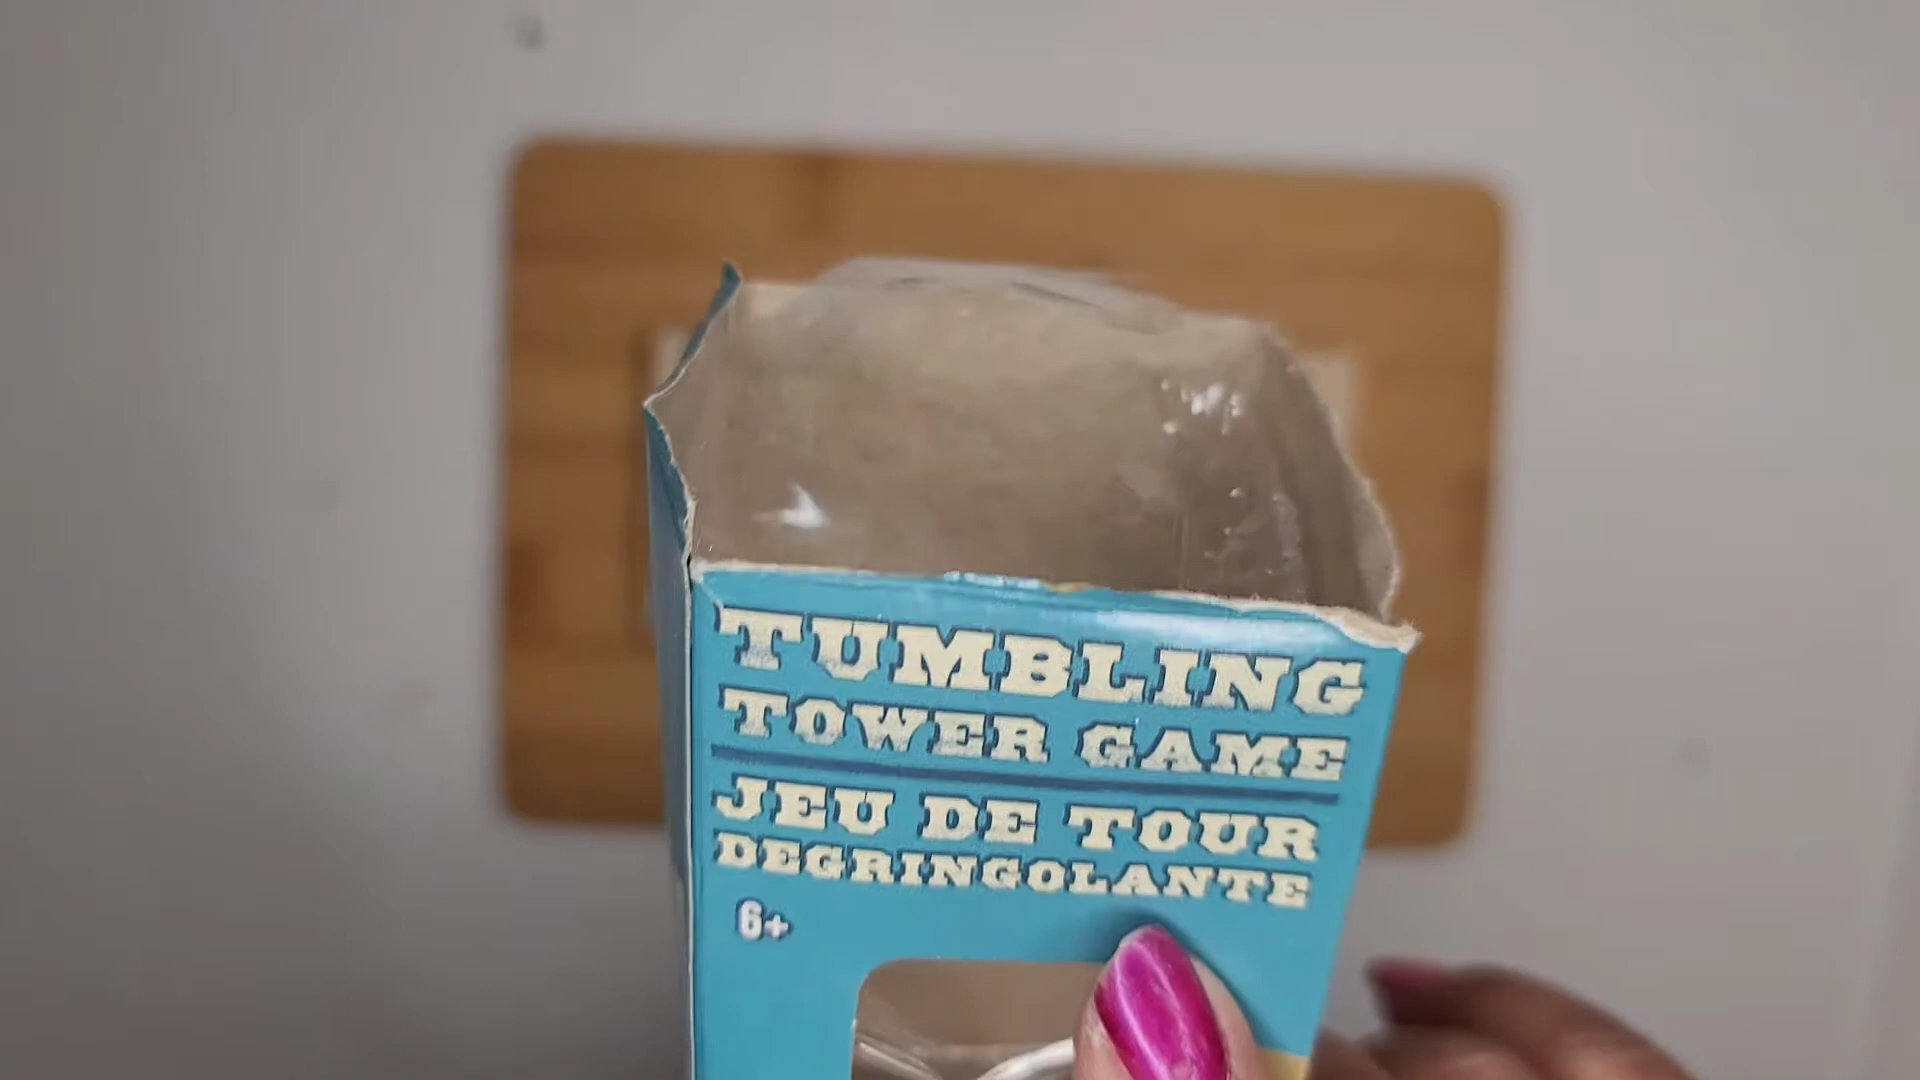 TUMBLING
TOWER GAME
JEU DE TOUR
DEGRINGOLANTE
6+